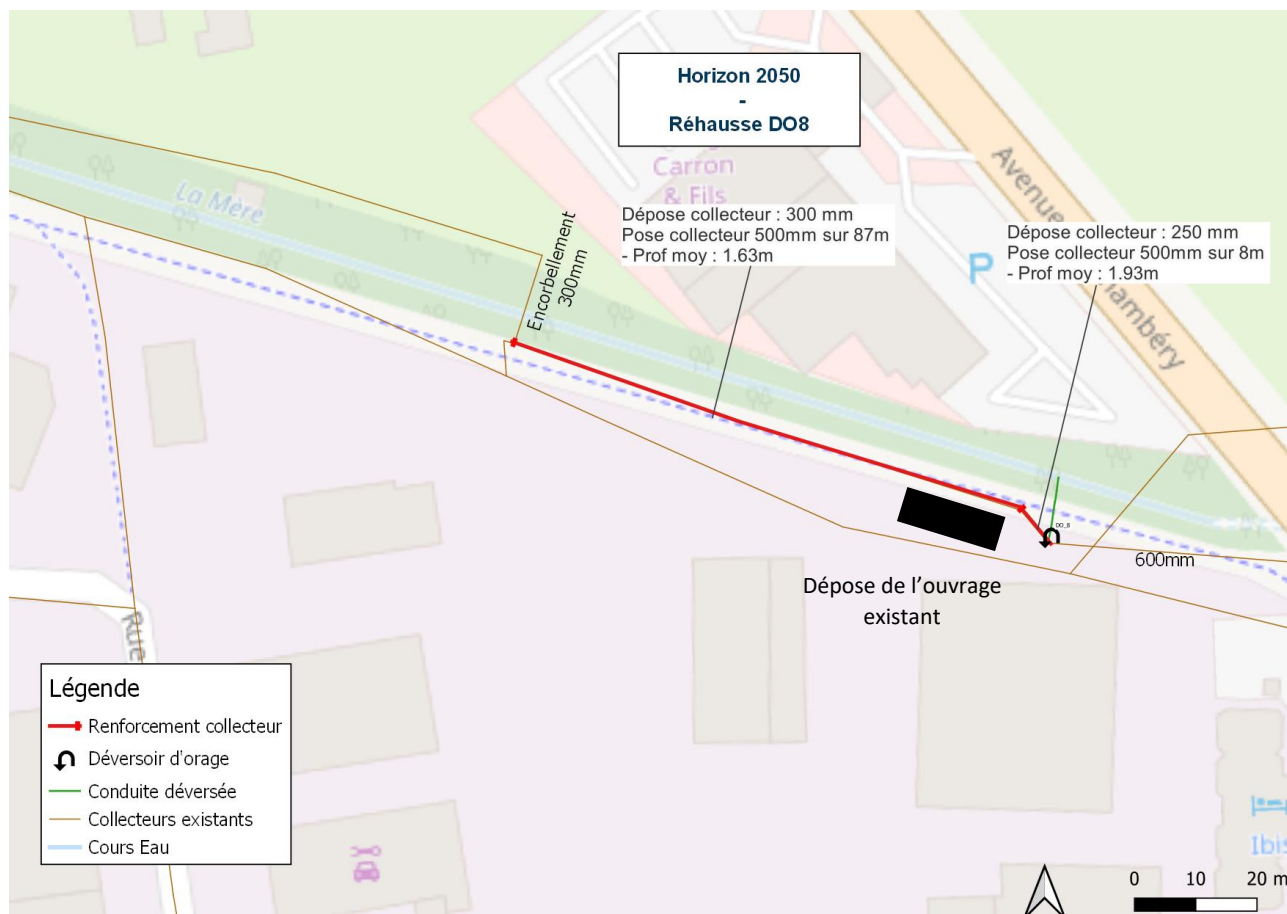 Horizon 2050
-
Réhausse DO8
Carron
& Fils
Avenue
hambéry
La Mère
Encorbellement
300mm
Dépose collecteur : 300 mm
Pose collecteur 500mm sur 87m
- Prof moy : 1.63m
Dépose collecteur : 250 mm
Pose collecteur 500mm sur 8m
- Prof moy : 1.93m
P
DO_8
600mm
Dépose de l’ouvrage
existant
Rue
Légende
Renforcement collecteur
Déversoir d'orage
Conduite déversée
Collecteurs existants
Cours Eau
Ibis
0 10 20 m